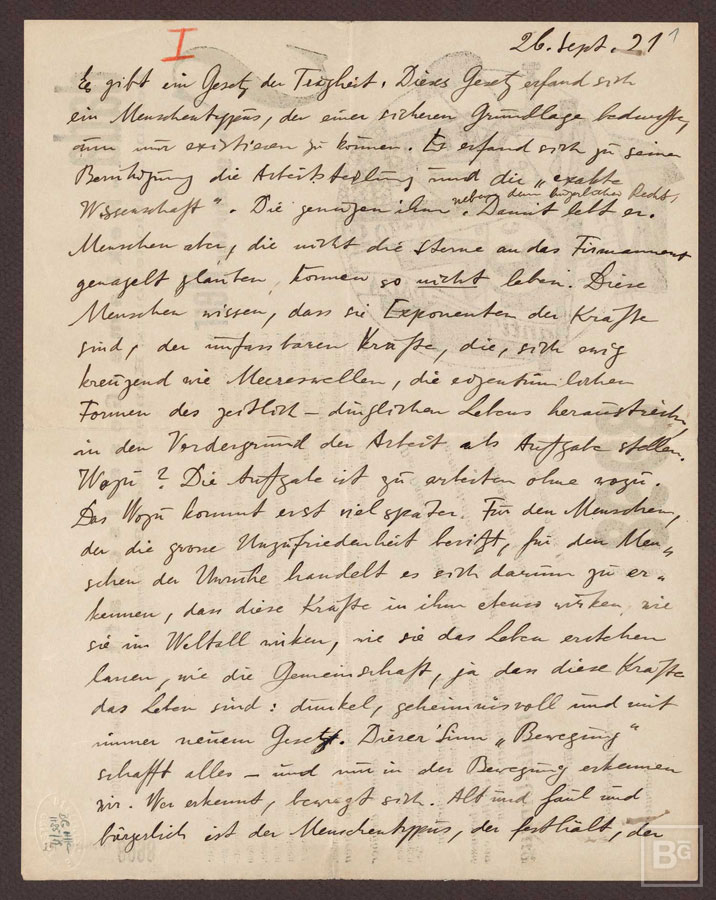 I
26. Sept. 21
1
Es gibt ein Gesetz der Trägheit. Dieses Gesetz erfand sich
ein Menschentypus, der einer sicheren Grundlage bedurfte,
um nur existieren zu können. Er erfand sich zu seiner
Beruhigung die Arbeitsteilung und die „exakte
neben dem bürgerlichen Recht,
Wissenschaft". Die genügen ihm. Damit lebt er.
Menschen aber, die nicht die Sterne an das Firmament
genagelt glauben, können so nicht leben. Diese
Menschen wissen, dass sie Exponenten der Kräfte
sind, der unfassbaren Kräfte, die, sich ewig
kreuzend wie Meereswellen, die eigentümlichen
Formen des zeitlich – dinglichen Lebens
in den Vordergrund der Arbeit als Aufgabe stellen.
Wozu? Die Aufgabe ist zu arbeiten ohne wozu.
Das Wozu kommt erst viel später. Für den Menschen,
der die grosse Unzufriedenheit besitzt, für den Men„
schen der Unruhe handelt es sich darum zu er„
kennen, dass diese Kräfte in ihm ebenso wirken, wie
sie im Weltall wirken, wie sie das Leben erstehen
lassen, wie die Gemeinschaft, ja dass diese Kräfte
das Leben sind: dunkel, geheimnisvoll und mit
immer neuem Gesetz. Dieser Sinn „Bewegung"
schafft alles – und nur in der Bewegung erkennen
wir. Wer erkennt, bewegt sich. Alt und faul und
bürgerlich ist der Menschentypus, der festhält, der
BG